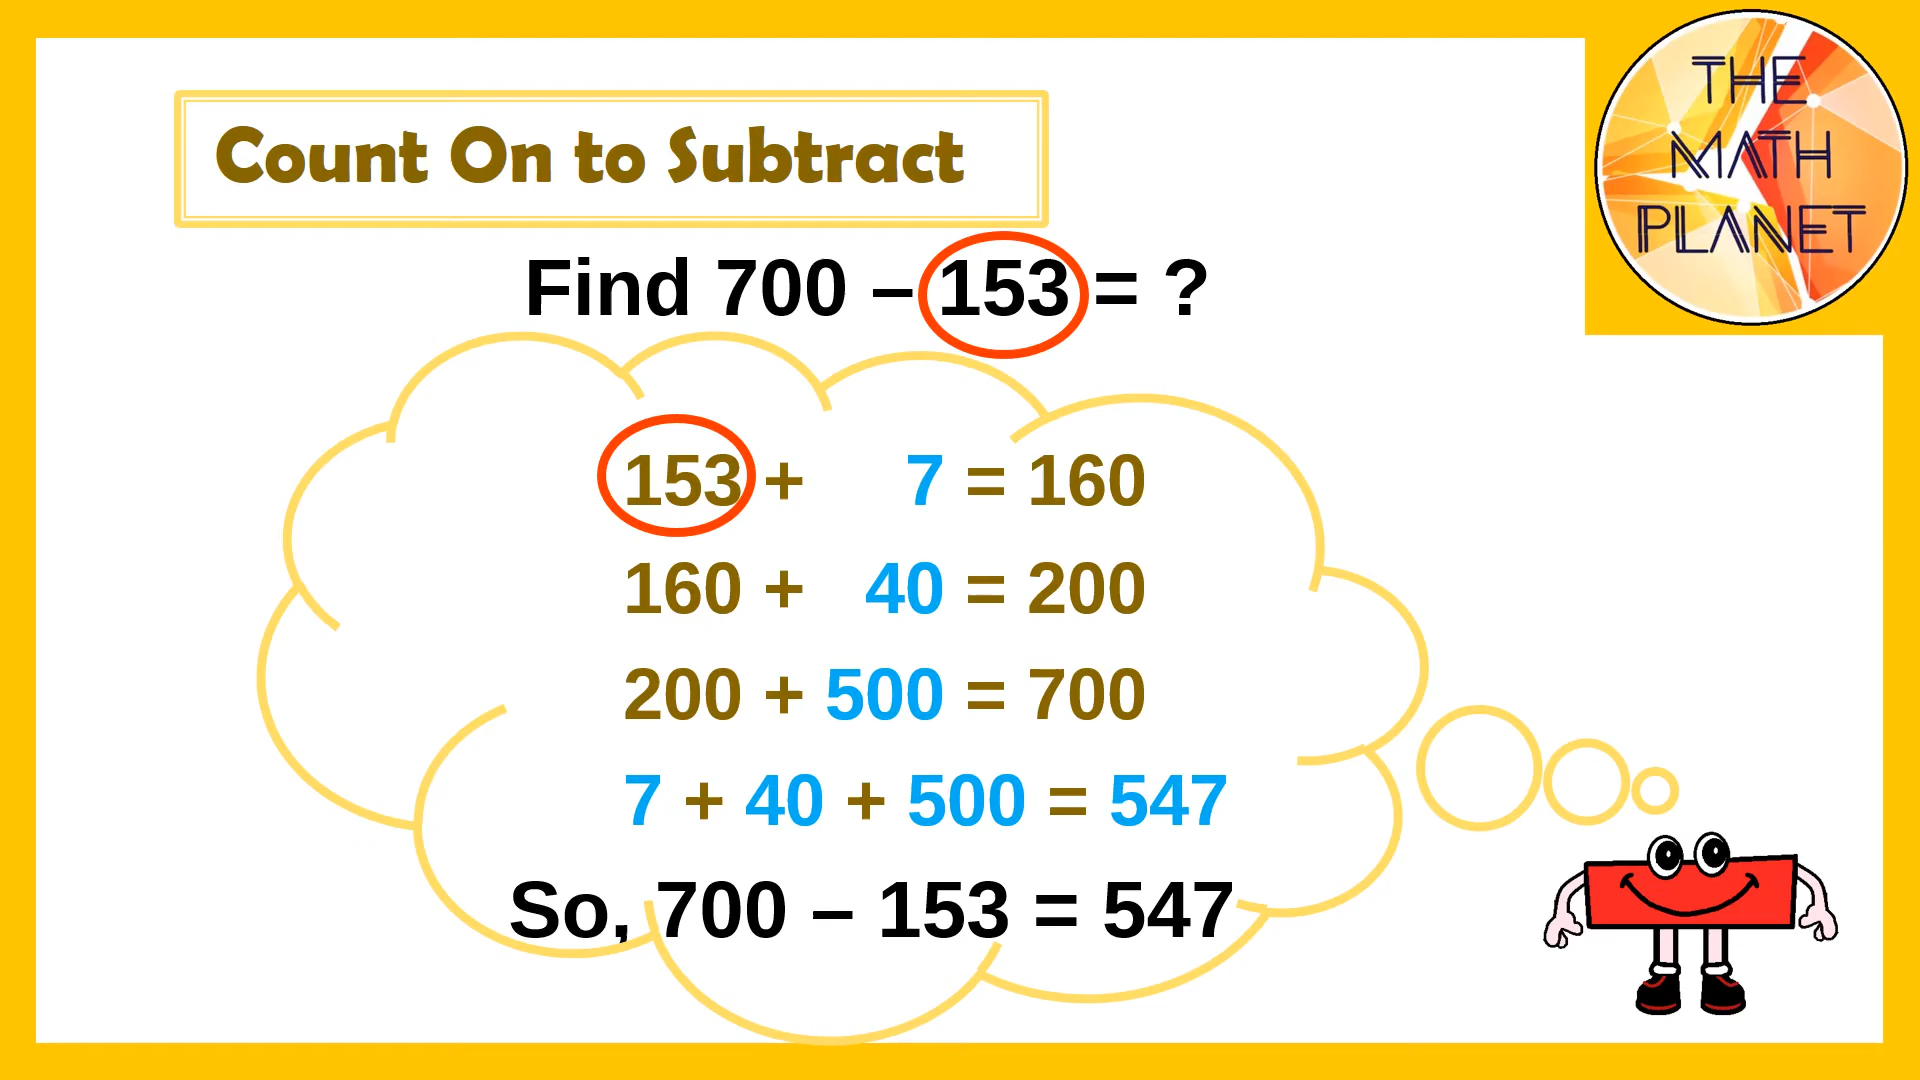 Count On to Subtract
THE
MATH
PLANET
Find 700 – 153 = ?
153 + 7 = 160
160 + 40 = 200
200 + 500 = 700
7 + 40 + 500 = 547
So, 700 – 153 = 547